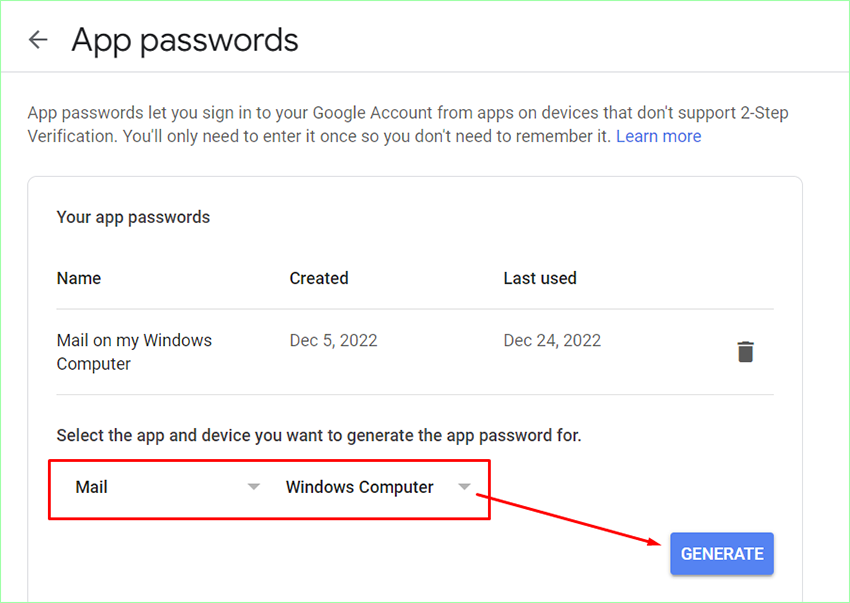 App passwords
App passwords let you sign in to your Google Account from apps on devices that don't support 2-Step
Verification. You'll only need to enter it once so you don't need to remember it. Learn more
Your app passwords
Name Created Last used
Mail on my Windows Dec 5, 2022 Dec 24, 2022
Computer
Select the app and device you want to generate the app password for.
Mail Windows Computer
GENERATE